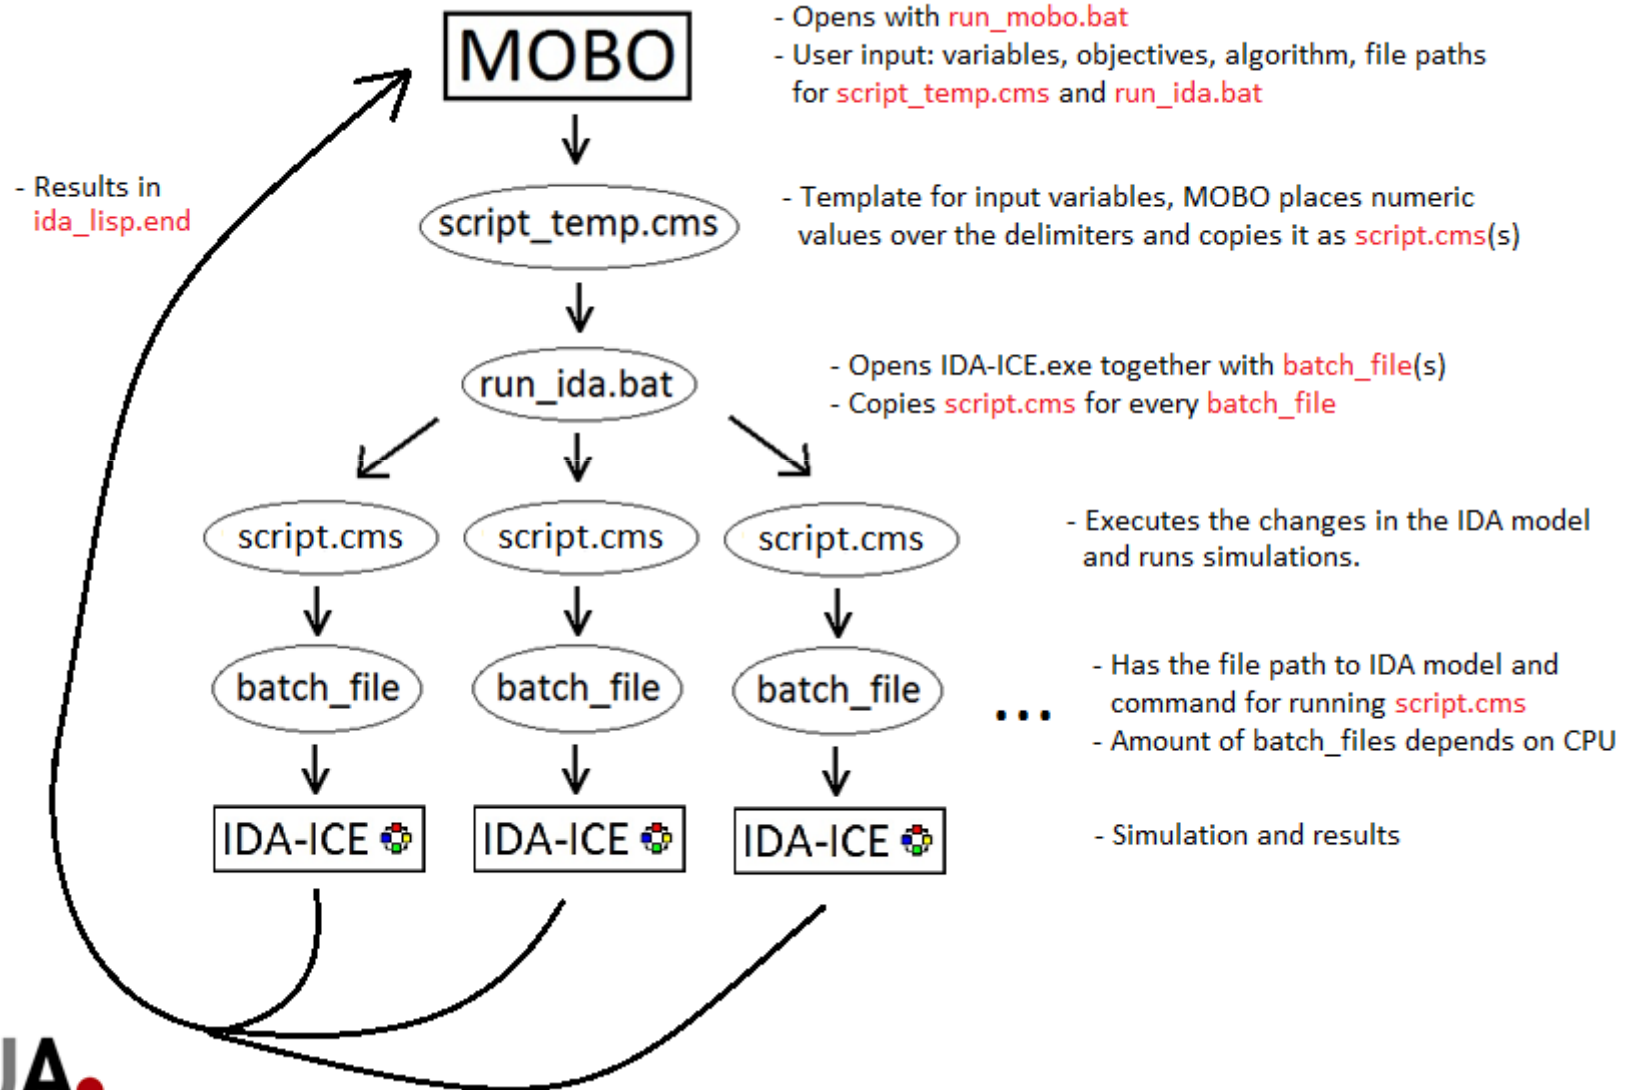 MOBO
- Opens with run_mobo.bat
- User input: variables, objectives, algorithm, file paths
for script_temp.cms and run_ida.bat
- Results in
ida_lisp.end
script_temp.cms
- Template for input variables, MOBO places numeric
values over the delimiters and copies it as script.cms(s)
run_ida.bat
- Opens IDA-ICE.exe together with batch_file(s)
- Copies script.cms for every batch_file
script.cms
script.cms
script.cms
- Executes the changes in the IDA model
and runs simulations.
batch_file
batch_file
batch_file
...
- Has the file path to IDA model and
command for running script.cms
- Amount of batch_files depends on CPU
IDA-ICE
IDA-ICE
IDA-ICE
- Simulation and results